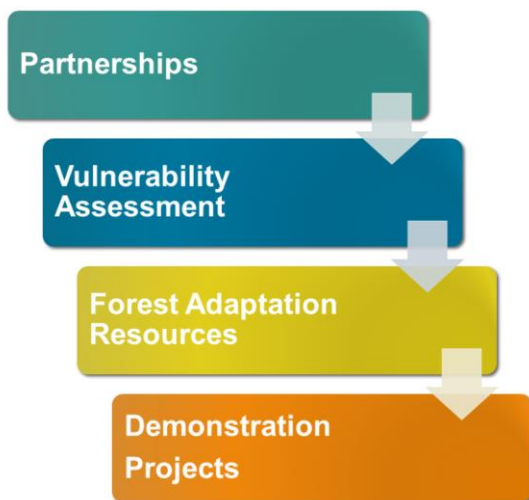 Partnerships
Vulnerability
Assessment
Forest Adaptation
Resources
Demonstration
Projects